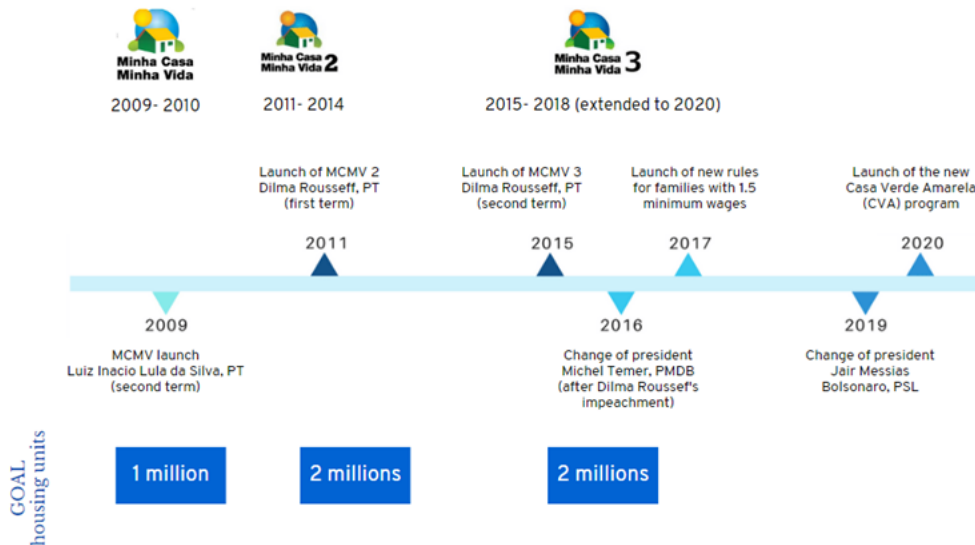 Minha Casa
Minha Vida
2009- 2010
Minha Casa
Minha Vida 2
2011- 2014
Minha Casa
Minha Vida 3
2015- 2018 (extended to 2020)
Launch of MCMV 2
Dilma Rousseff, PT
(first term)
2011
Launch of MCMV 3
Dilma Rousseff, PT
(second term)
2015
Launch of new rules
for families with 1.5
minimum wages
2017
Launch of the new
Casa Verde Amarela
(CVA) program
2020
2009
MCMV launch
Luiz Inacio Lula da Silva, PT
(second term)
2016
Change of president
Michel Temer, PMDB
(after Dilma Roussef's
impeachment)
2019
Change of president
Jair Messias
Bolsonaro, PSL
GOAL
housing units
1 million
2 millions
2 millions